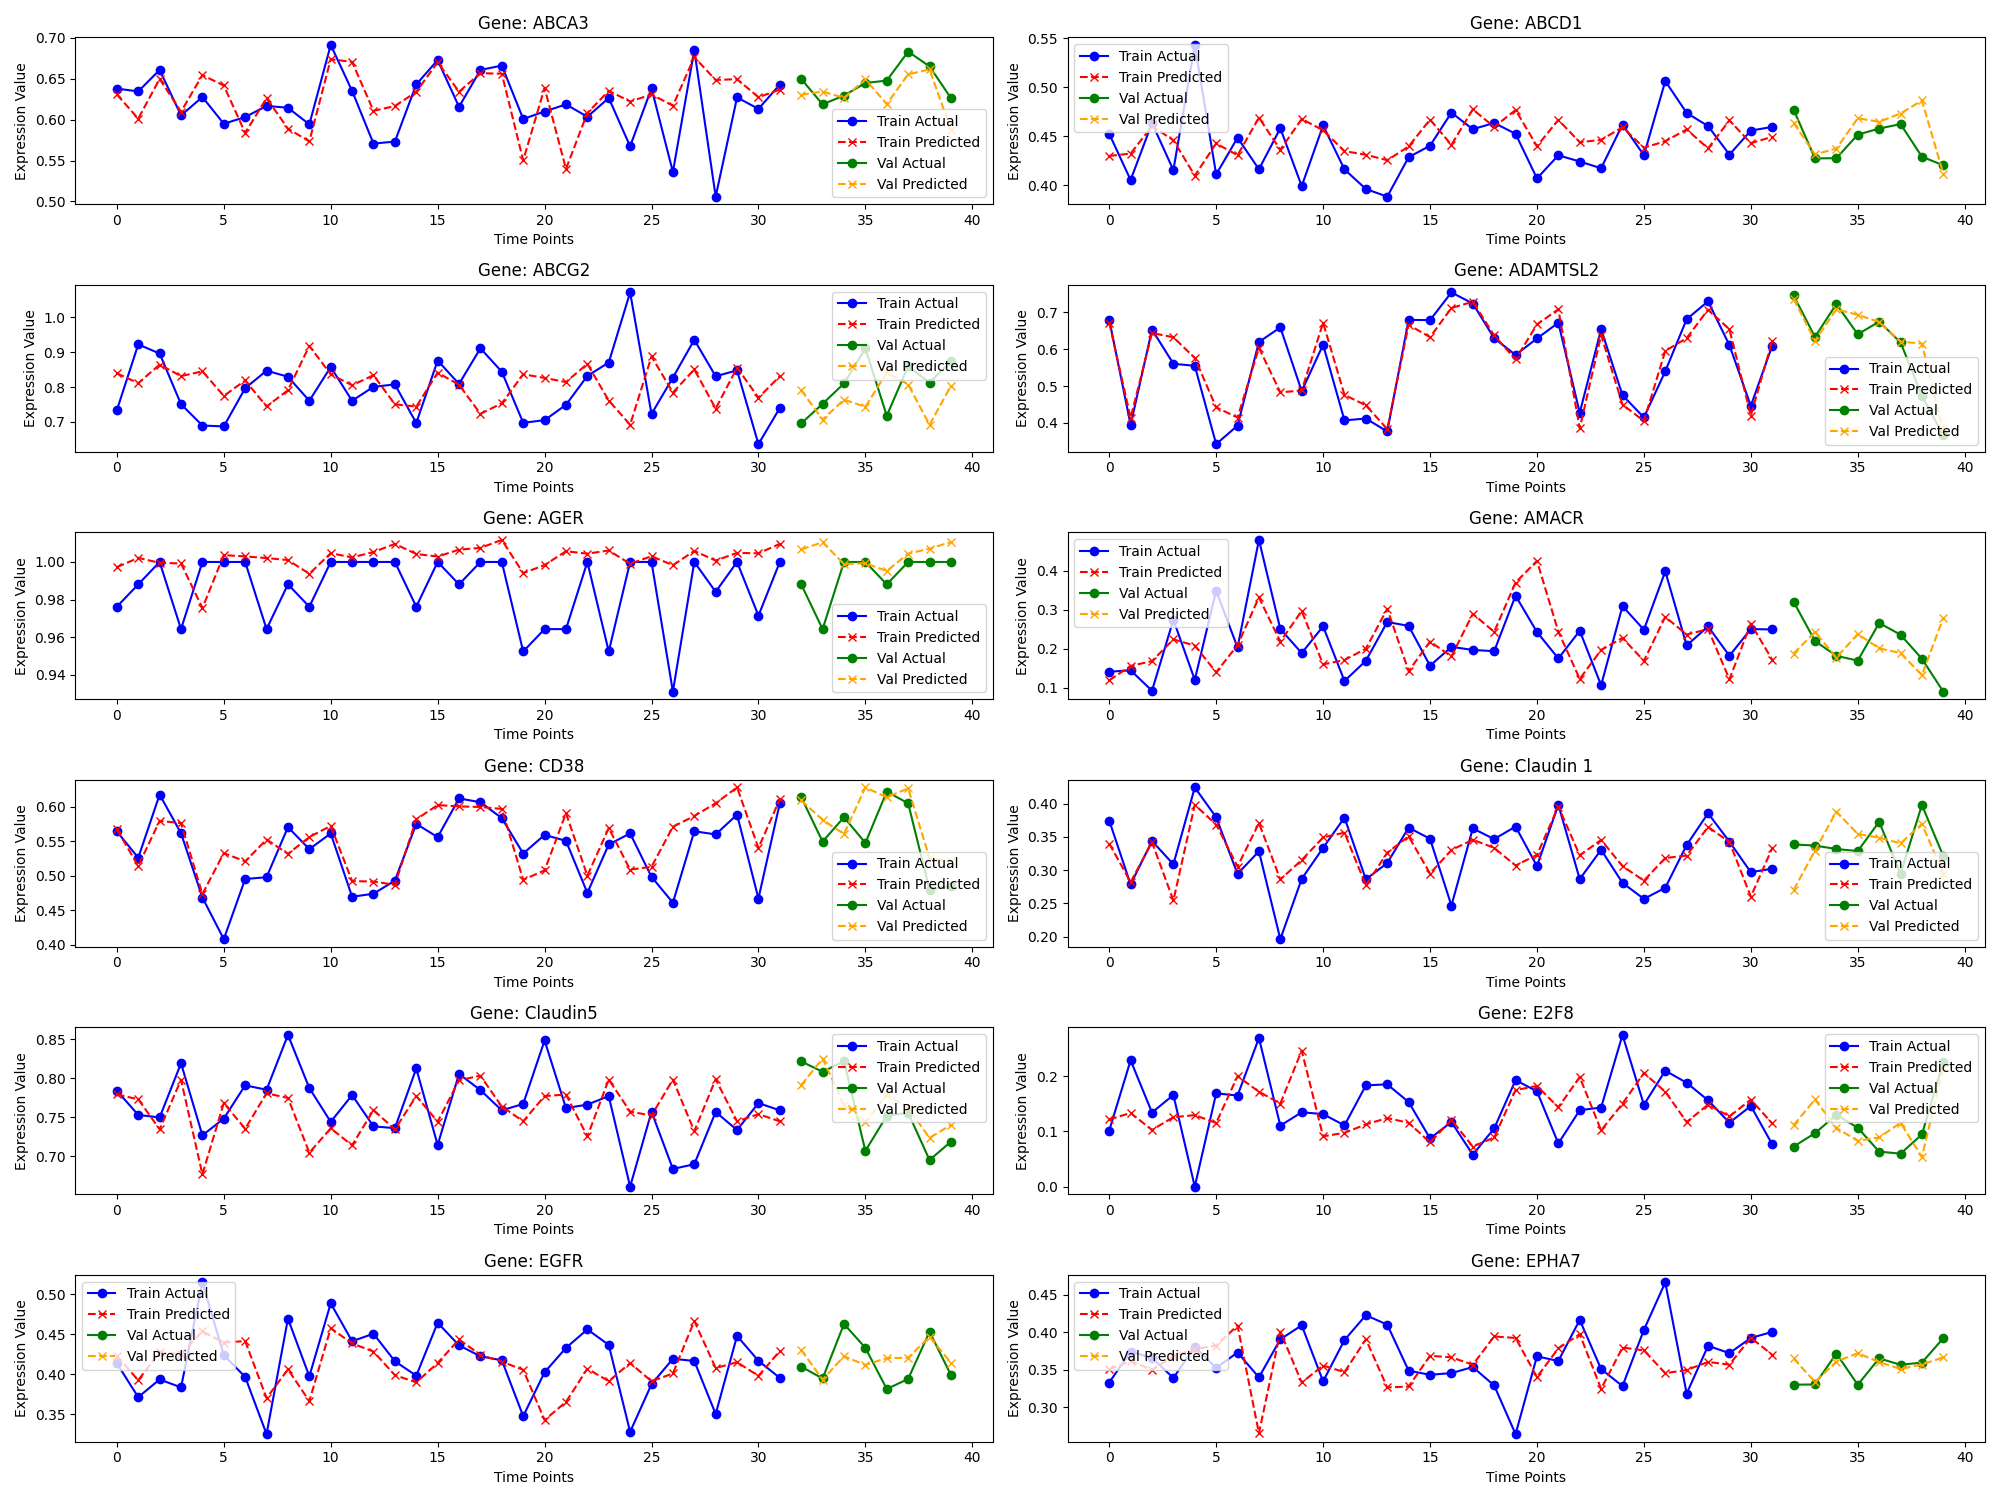 Gene: ABCA3
Expression Value
0.70
0.65
0.60
0.55
0.50
Train Actual
Train Predicted
Val Actual
Val Predicted
0 5 10 15 20 25 30 35 40
Time Points
Gene: ABCD1
Expression Value
0.55
0.50
0.45
0.40
Train Actual
Train Predicted
Val Actual
Val Predicted
0 5 10 15 20 25 30 35 40
Time Points
Gene: ABCG2
Expression Value
1.0
0.9
0.8
0.7
Train Actual
Train Predicted
Val Actual
Val Predicted
0 5 10 15 20 25 30 35 40
Time Points
Gene: ADAMTSL2
Expression Value
0.7
0.6
0.5
0.4
Train Actual
Train Predicted
Val Actual
Val Predicted
0 5 10 15 20 25 30 35 40
Time Points
Gene: AGER
Expression Value
1.00
0.98
0.96
0.94
Train Actual
Train Predicted
Val Actual
Val Predicted
0 5 10 15 20 25 30 35 40
Time Points
Gene: AMACR
Expression Value
0.4
0.3
0.2
0.1
Train Actual
Train Predicted
Val Actual
Val Predicted
0 5 10 15 20 25 30 35 40
Time Points
Gene: CD38
Expression Value
0.60
0.55
0.50
0.45
0.40
Train Actual
Train Predicted
Val Actual
Val Predicted
0 5 10 15 20 25 30 35 40
Time Points
Gene: Claudin 1
Expression Value
0.40
0.35
0.30
0.25
0.20
Train Actual
Train Predicted
Val Actual
Val Predicted
0 5 10 15 20 25 30 35 40
Time Points
Gene: Claudin5
Expression Value
0.85
0.80
0.75
0.70
Train Actual
Train Predicted
Val Actual
Val Predicted
0 5 10 15 20 25 30 35 40
Time Points
Gene: E2F8
Expression Value
0.2
0.1
0.0
Train Actual
Train Predicted
Val Actual
Val Predicted
0 5 10 15 20 25 30 35 40
Time Points
Gene: EGFR
Expression Value
0.50
0.45
0.40
0.35
Train Actual
Train Predicted
Val Actual
Val Predicted
0 5 10 15 20 25 30 35 40
Time Points
Gene: EPHA7
Expression Value
0.45
0.40
0.35
0.30
Train Actual
Train Predicted
Val Actual
Val Predicted
0 5 10 15 20 25 30 35 40
Time Points